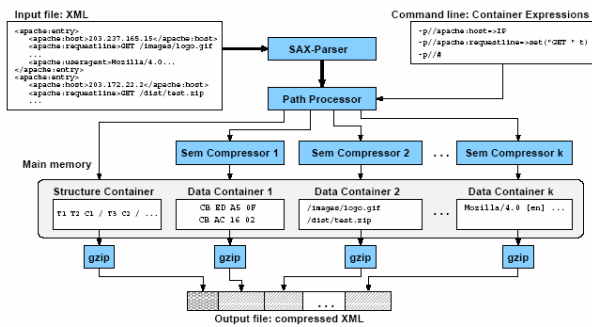 Input file: XML
<apache:entry>
<apache:host>203.237.165.15</apache:host>
<apache:requestline>GET /images/logo.gif
...
<apache:useragent>Mozilla/4.0...
</apache:entry>
<apache:entry>
<apache:host>203.172.22.2</apache:host>
<apache:requestline>GET /dist/test.zip
...
Command line: Container Expressions
-p//apache:host=>IP
-p//apache:requestline=>set("GET " t)
-p//#
SAX-Parser
Path Processor
Main memory
Sem Compressor 1
Sem Compressor 2
...
Sem Compressor k
Structure Container
Data Container 1
Data Container 2
Data Container k
T1 T2 C1 / T3 C2 / ...
CB ED A5 0F
CB AC 16 02
/images/logo.gif
/dist/test.zip
...
Mozilla/4.0 [en] ...
gzip
gzip
gzip
gzip
...
Output file: compressed XML